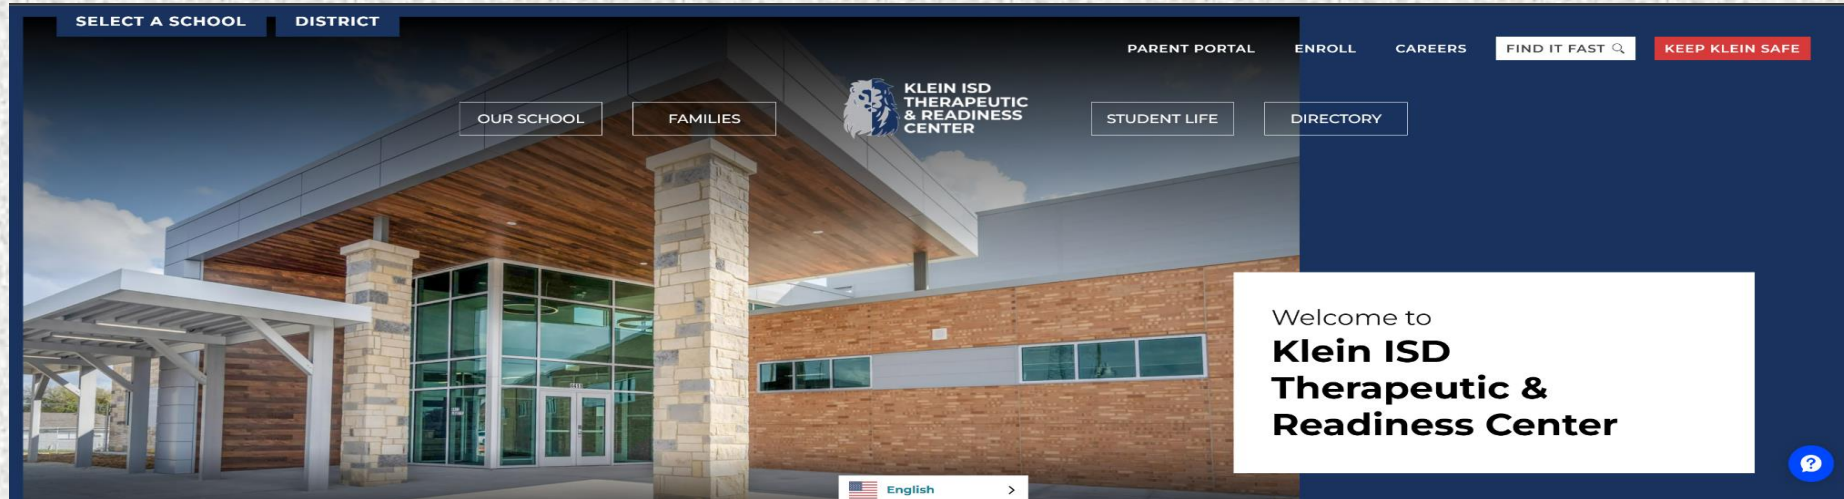 SELECT A SCHOOL
DISTRICT
PARENT PORTAL
ENROLL
CAREERS
FIND IT FAST
KEEP KLEIN SAFE
OUR SCHOOL
FAMILIES
KLEIN ISD
THERAPEUTIC
& READINESS
CENTER
STUDENT LIFE
DIRECTORY
Welcome to
Klein ISD
Therapeutic &
Readiness Center
?
English